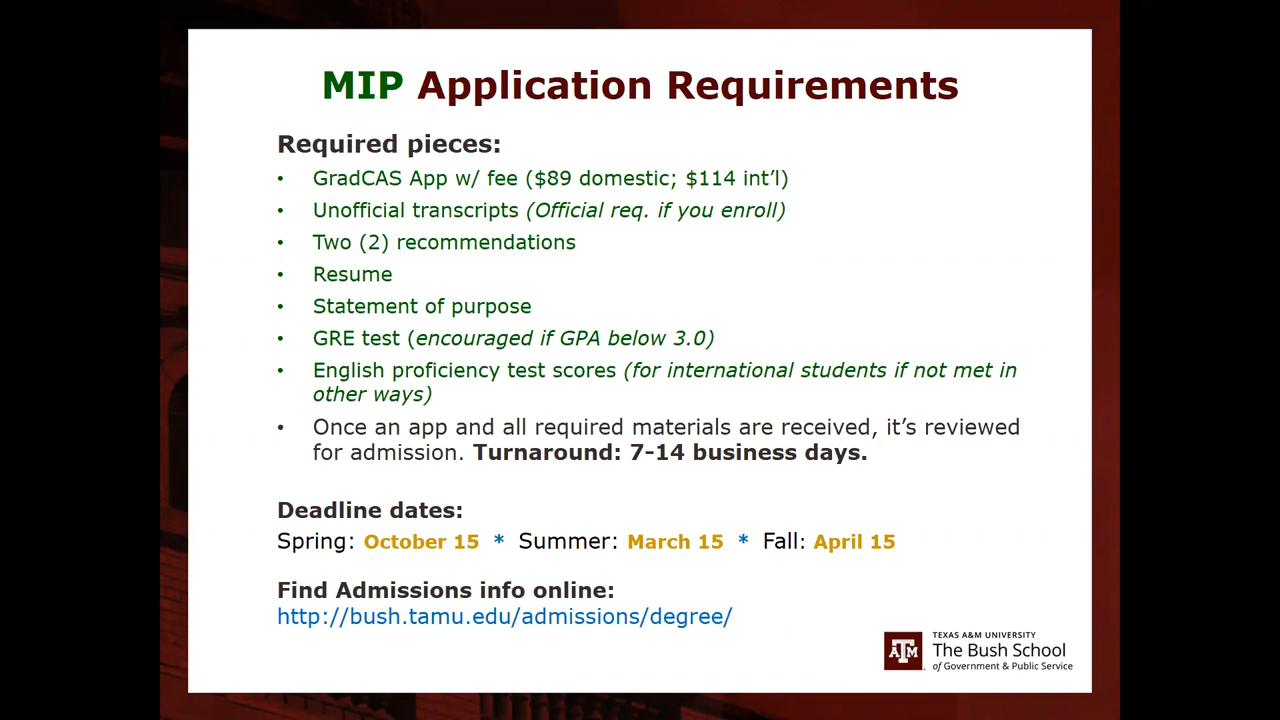 MIP Application Requirements
Required pieces:
• GradCAS App w/ fee ($89 domestic; $114 int’l)
• Unofficial transcripts (Official req. if you enroll)
• Two (2) recommendations
• Resume
• Statement of purpose
• GRE test (encouraged if GPA below 3.0)
• English proficiency test scores (for international students if not met in
other ways)
• Once an app and all required materials are received, it’s reviewed
for admission. Turnaround: 7-14 business days.
Deadline dates:
Spring: October 15 * Summer: March 15 * Fall: April 15
Find Admissions info online:
http://bush.tamu.edu/admissions/degree/
ATM
TEXAS A&M UNIVERSITY
The Bush School
of Government & Public Service